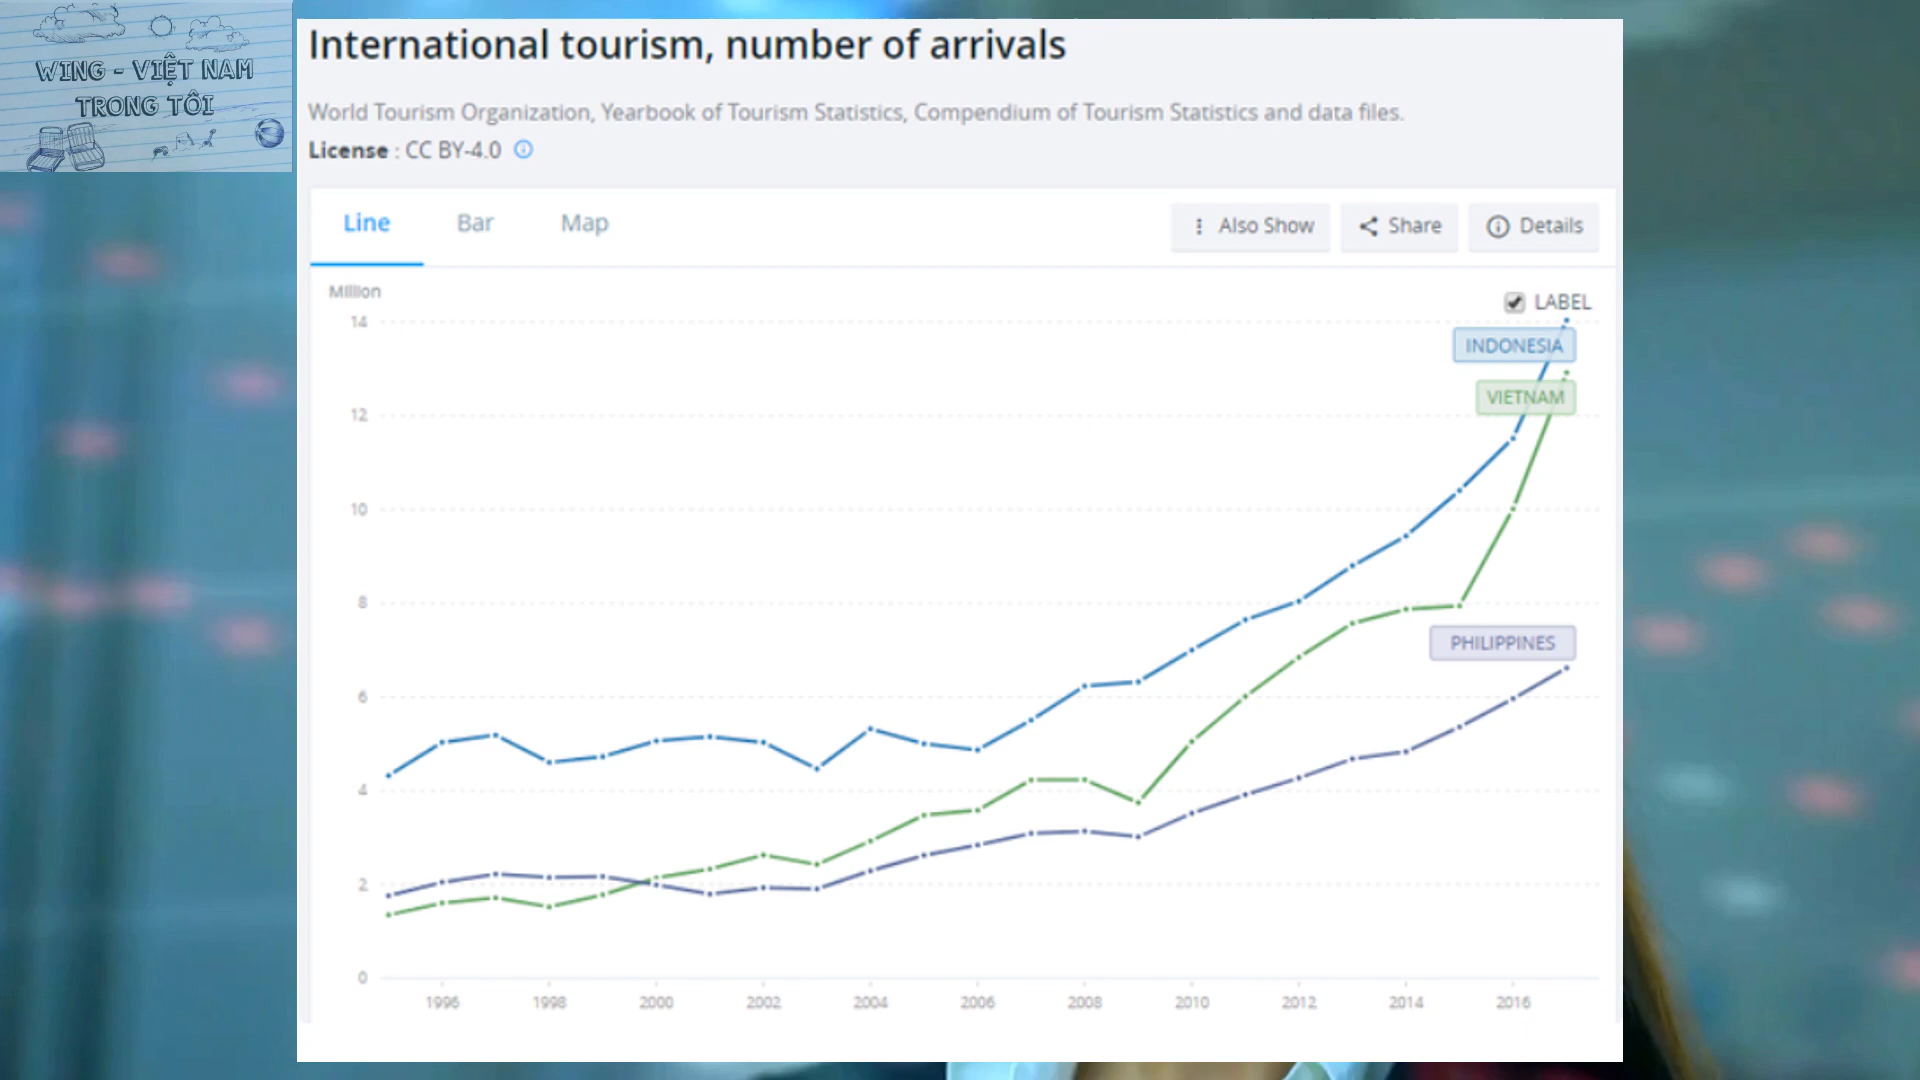 WING - VIỆT NAM
TRONG TÔI
International tourism, number of arrivals
World Tourism Organization, Yearbook of Tourism Statistics, Compendium of Tourism Statistics and data files.
License : CC BY-4.0
Line Bar Map Also Show Share Details
Million
LABEL
14
INDONESIA
VIETNAM
12
10
8
PHILIPPINES
6
4
2
0
1996 1998 2000 2002 2004 2006 2008 2010 2012 2014 2016